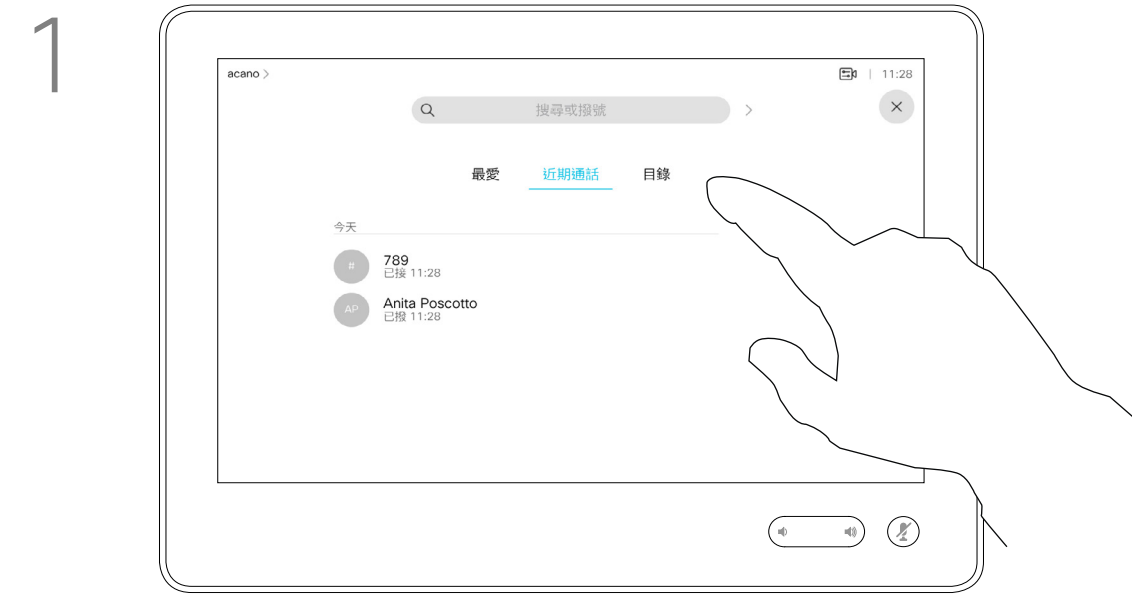 1
acano >
| 11:28
搜尋或撥號 >
最愛 近期通話 目錄
今天
# 789
已接 11:28
AP Anita Poscotto
已撥 11:28